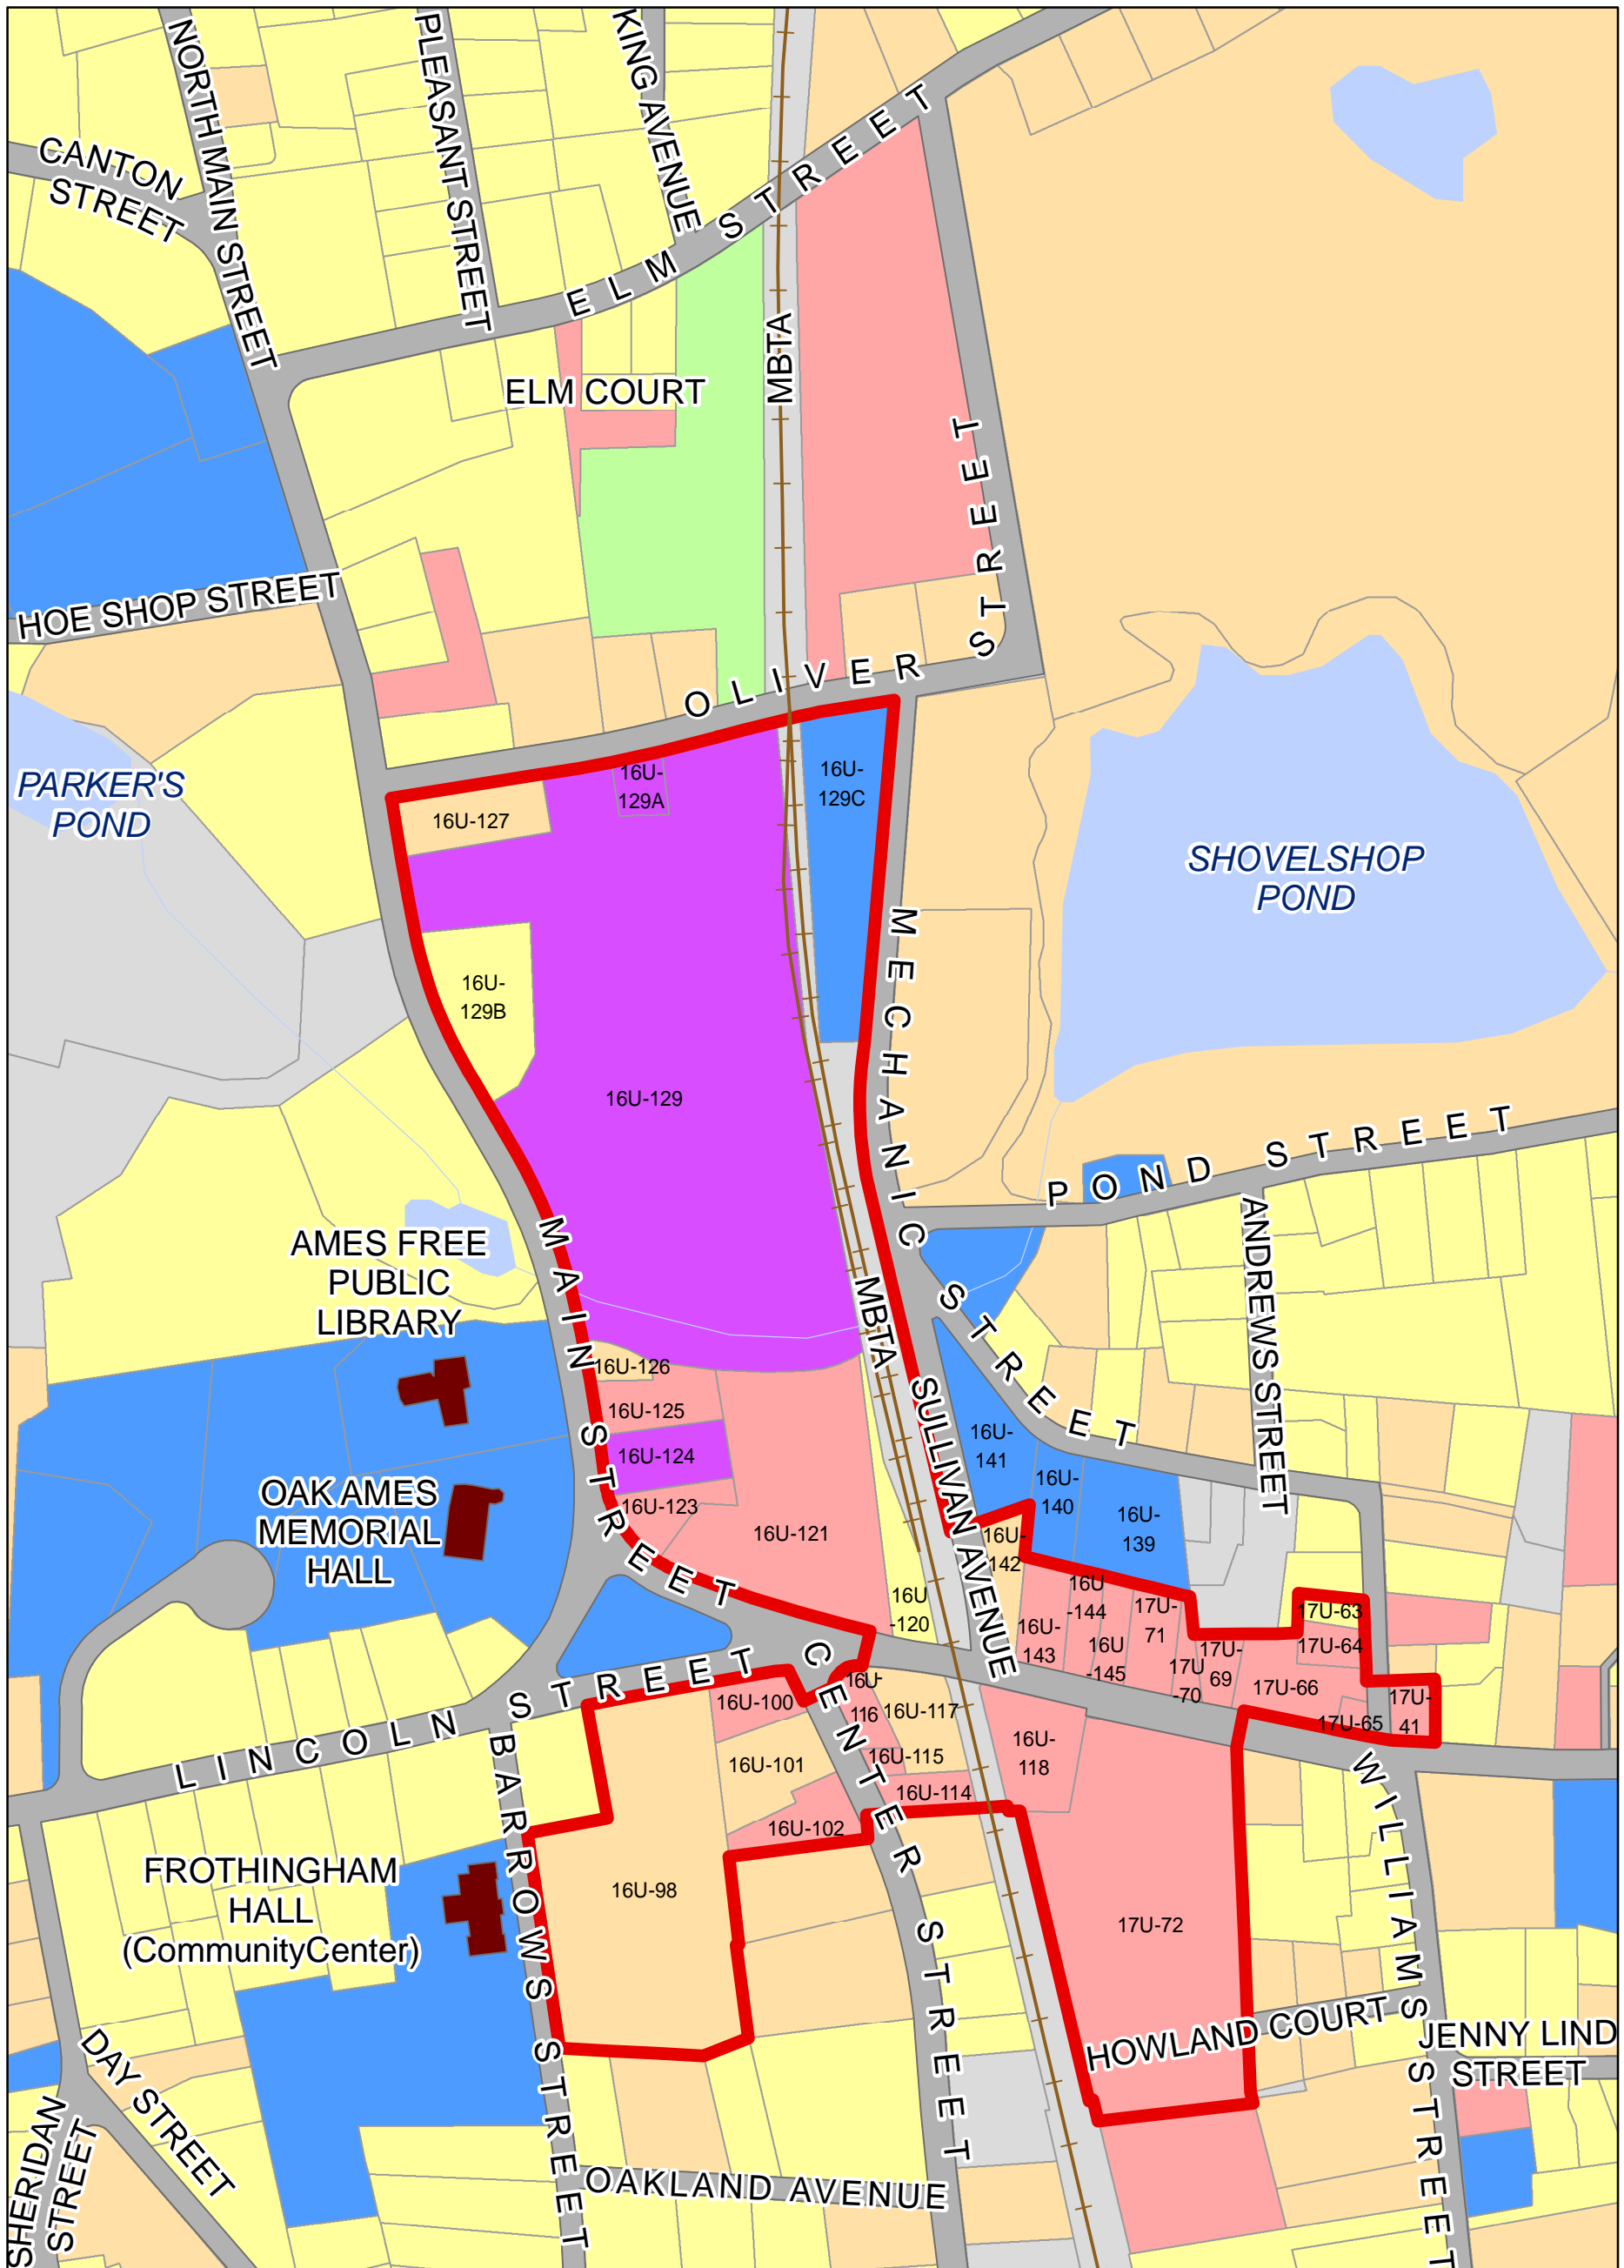 NORTH MAIN STREET
PLEASANT STREET
KING AVENUE
CANTON
STREET
ELM STREET
ELM COURT
MBTA
OLIVER STREET
HOE SHOP STREET
PARKER'S
POND
16U-
129A
16U-
129C
16U-127
SHOVELSHOP
POND
16U-
129B
16U-129
MECHANIC STREET
POND STREET
ANDREWS STREET
AMES FREE
PUBLIC
LIBRARY
MAIN STREET
MBTA
16U-126
16U-125
16U-124
16U-123
16U-121
16U
-120
SULLIVAN AVENUE
16U-
141
16U-
140
16U-
139
16U-
142
OAK AMES
MEMORIAL
HALL
16U-
143
16U
-144
16U
-145
17U-
71
17U
-70
17U-
69
17U-63
17U-64
17U-66
17U-65
17U-
41
LINCOLN STREET
CENTER STREET
16U-100
16U-
116
16U-117
16U-101
16U-115
16U-114
16U-102
16U-
118
BARROWS STREET
WILLIAMS STREET
FROTHINGHAM
HALL
(CommunityCenter)
16U-98
17U-72
HOWLAND COURT
JENNY LIND
STREET
DAY STREET
SHERIDAN
STREET
OAKLAND AVENUE